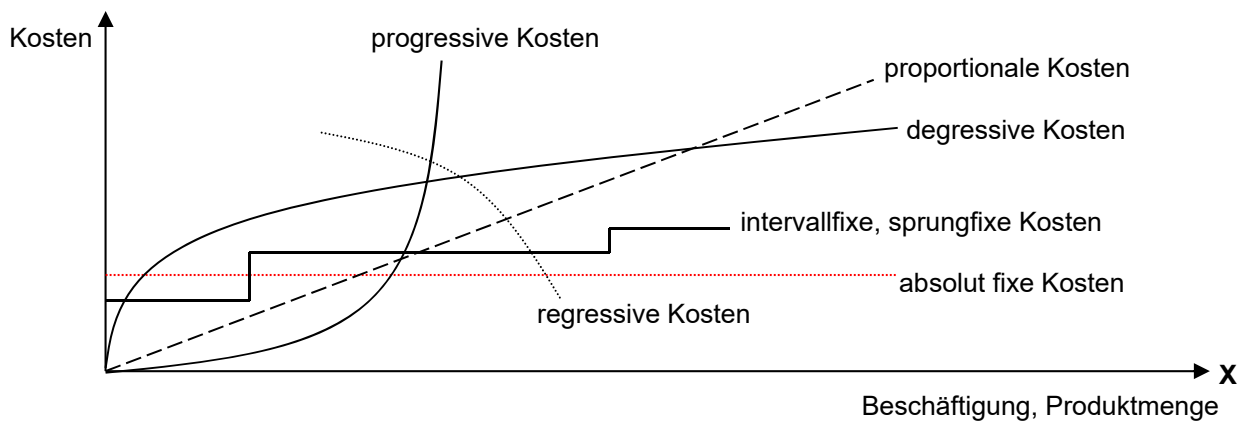 Kosten
progressive Kosten
proportionale Kosten
degressive Kosten
intervallfixe, sprungfixe Kosten
absolut fixe Kosten
regressive Kosten
X
Beschäftigung, Produktmenge